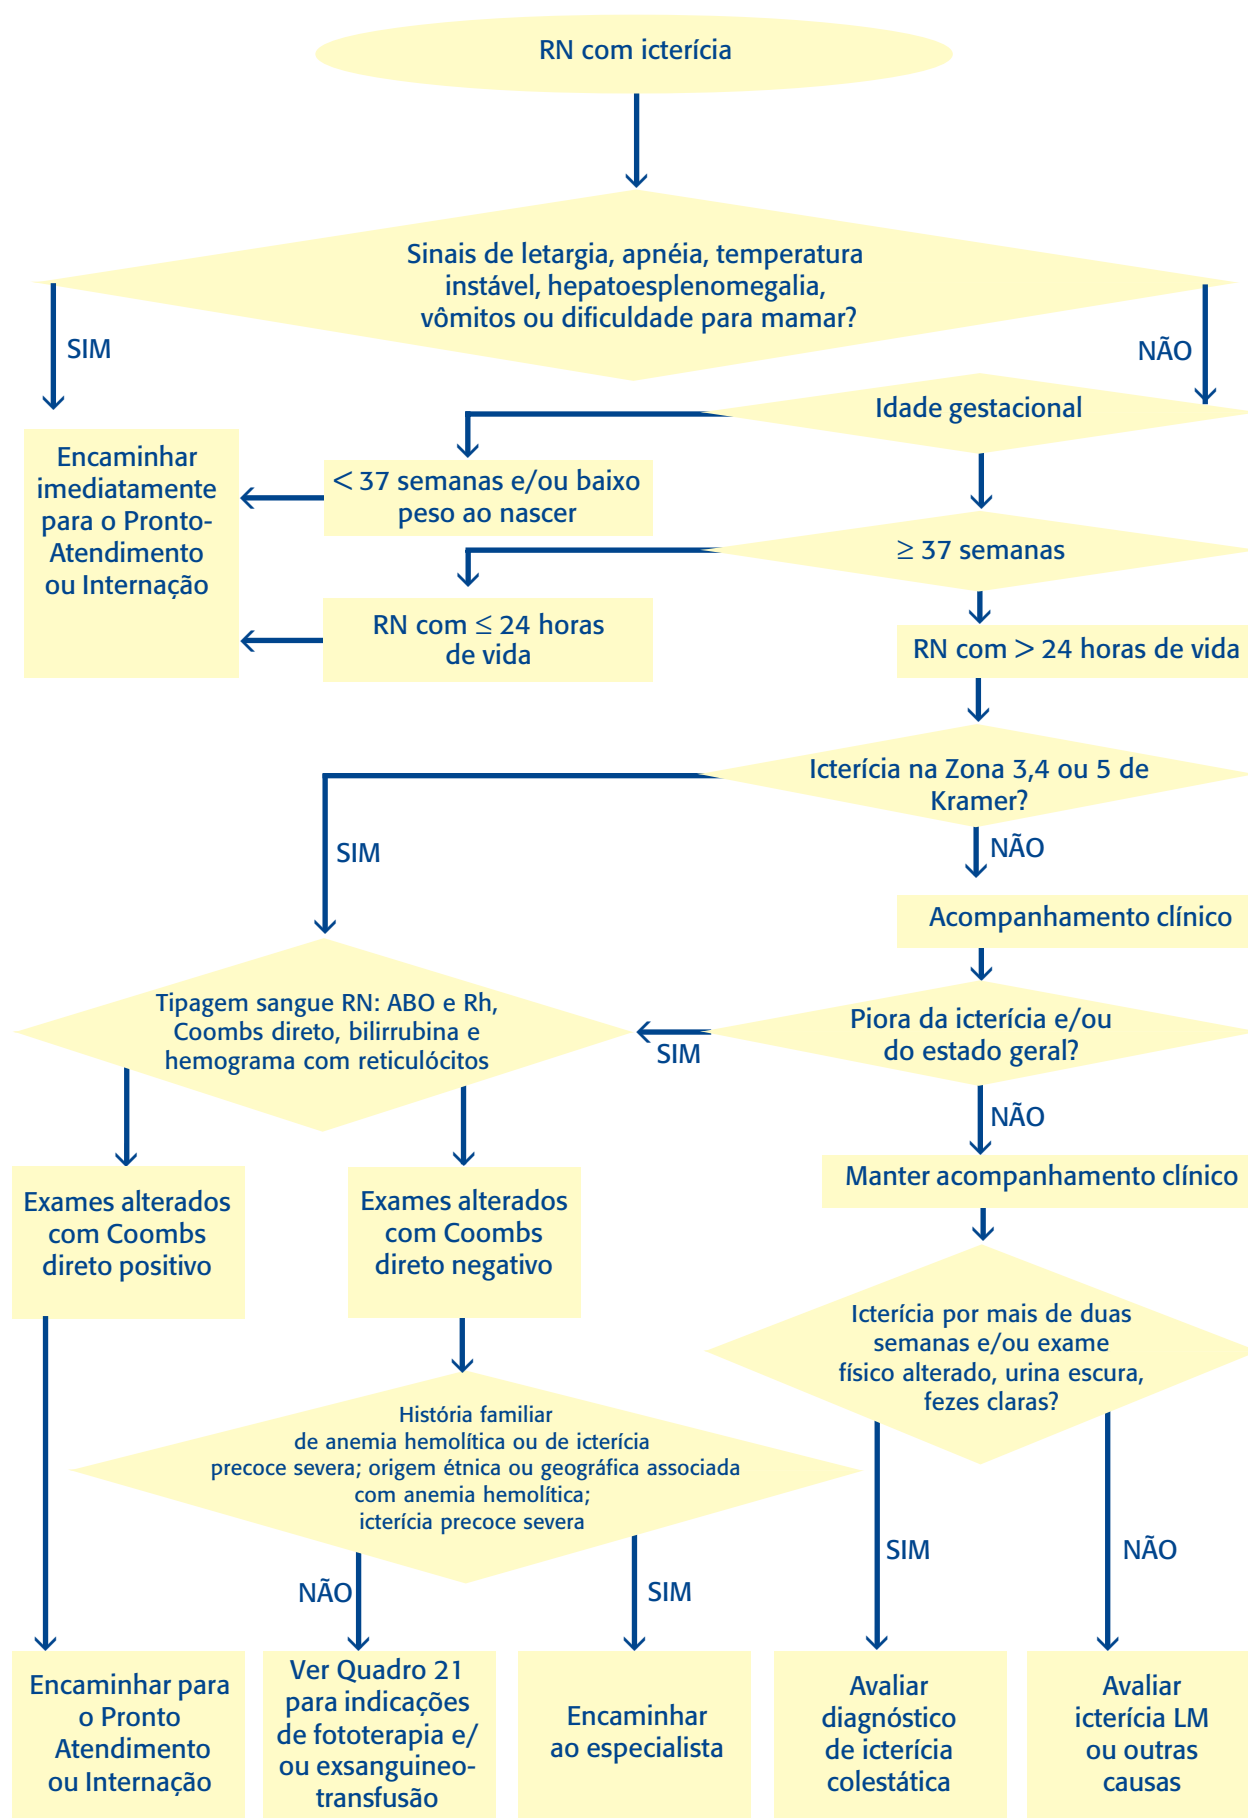 RN com icterícia
Sinais de letargia, apnéia, temperatura
instável, hepatoesplenomegalia,
vômitos ou dificuldade para mamar?
SIM
NÃO
Idade gestacional
Encaminhar
imediatamente
para o Pronto-
Atendimento
ou Internação
< 37 semanas e/ou baixo
peso ao nascer
≥ 37 semanas
RN com ≤ 24 horas
de vida
RN com > 24 horas de vida
Icterícia na Zona 3,4 ou 5 de
Kramer?
SIM
NÃO
Acompanhamento clínico
Tipagem sangue RN: ABO e Rh,
Coombs direto, bilirrubina e
hemograma com reticulócitos
SIM
Piora da icterícia e/ou
do estado geral?
NÃO
Manter acompanhamento clínico
Exames alterados
com Coombs
direto positivo
Exames alterados
com Coombs
direto negativo
Icterícia por mais de duas
semanas e/ou exame
físico alterado, urina escura,
fezes claras?
História familiar
de anemia hemolítica ou de icterícia
precoce severa; origem étnica ou geográfica associada
com anemia hemolítica;
icterícia precoce severa
NÃO
SIM
SIM
NÃO
Encaminhar para
o Pronto
Atendimento
ou Internação
Ver Quadro 21
para indicações
de fototerapia e/
ou exsanguineo-
transfusão
Encaminhar
ao especialista
Avaliar
diagnóstico
de icterícia
colestática
Avaliar
icterícia LM
ou outras
causas